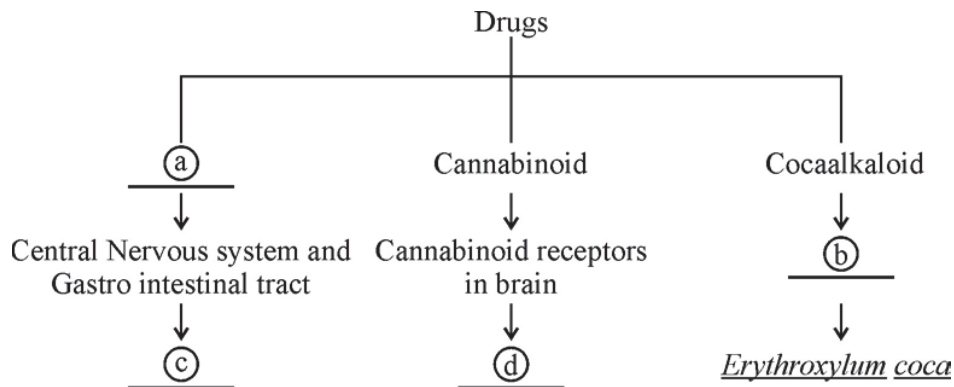 Drugs
a
Cannabinoid
Cocaalkaloid
Central Nervous system and
Gastro intestinal tract
Cannabinoid receptors
in brain
b
c
d
Erythroxylum coca